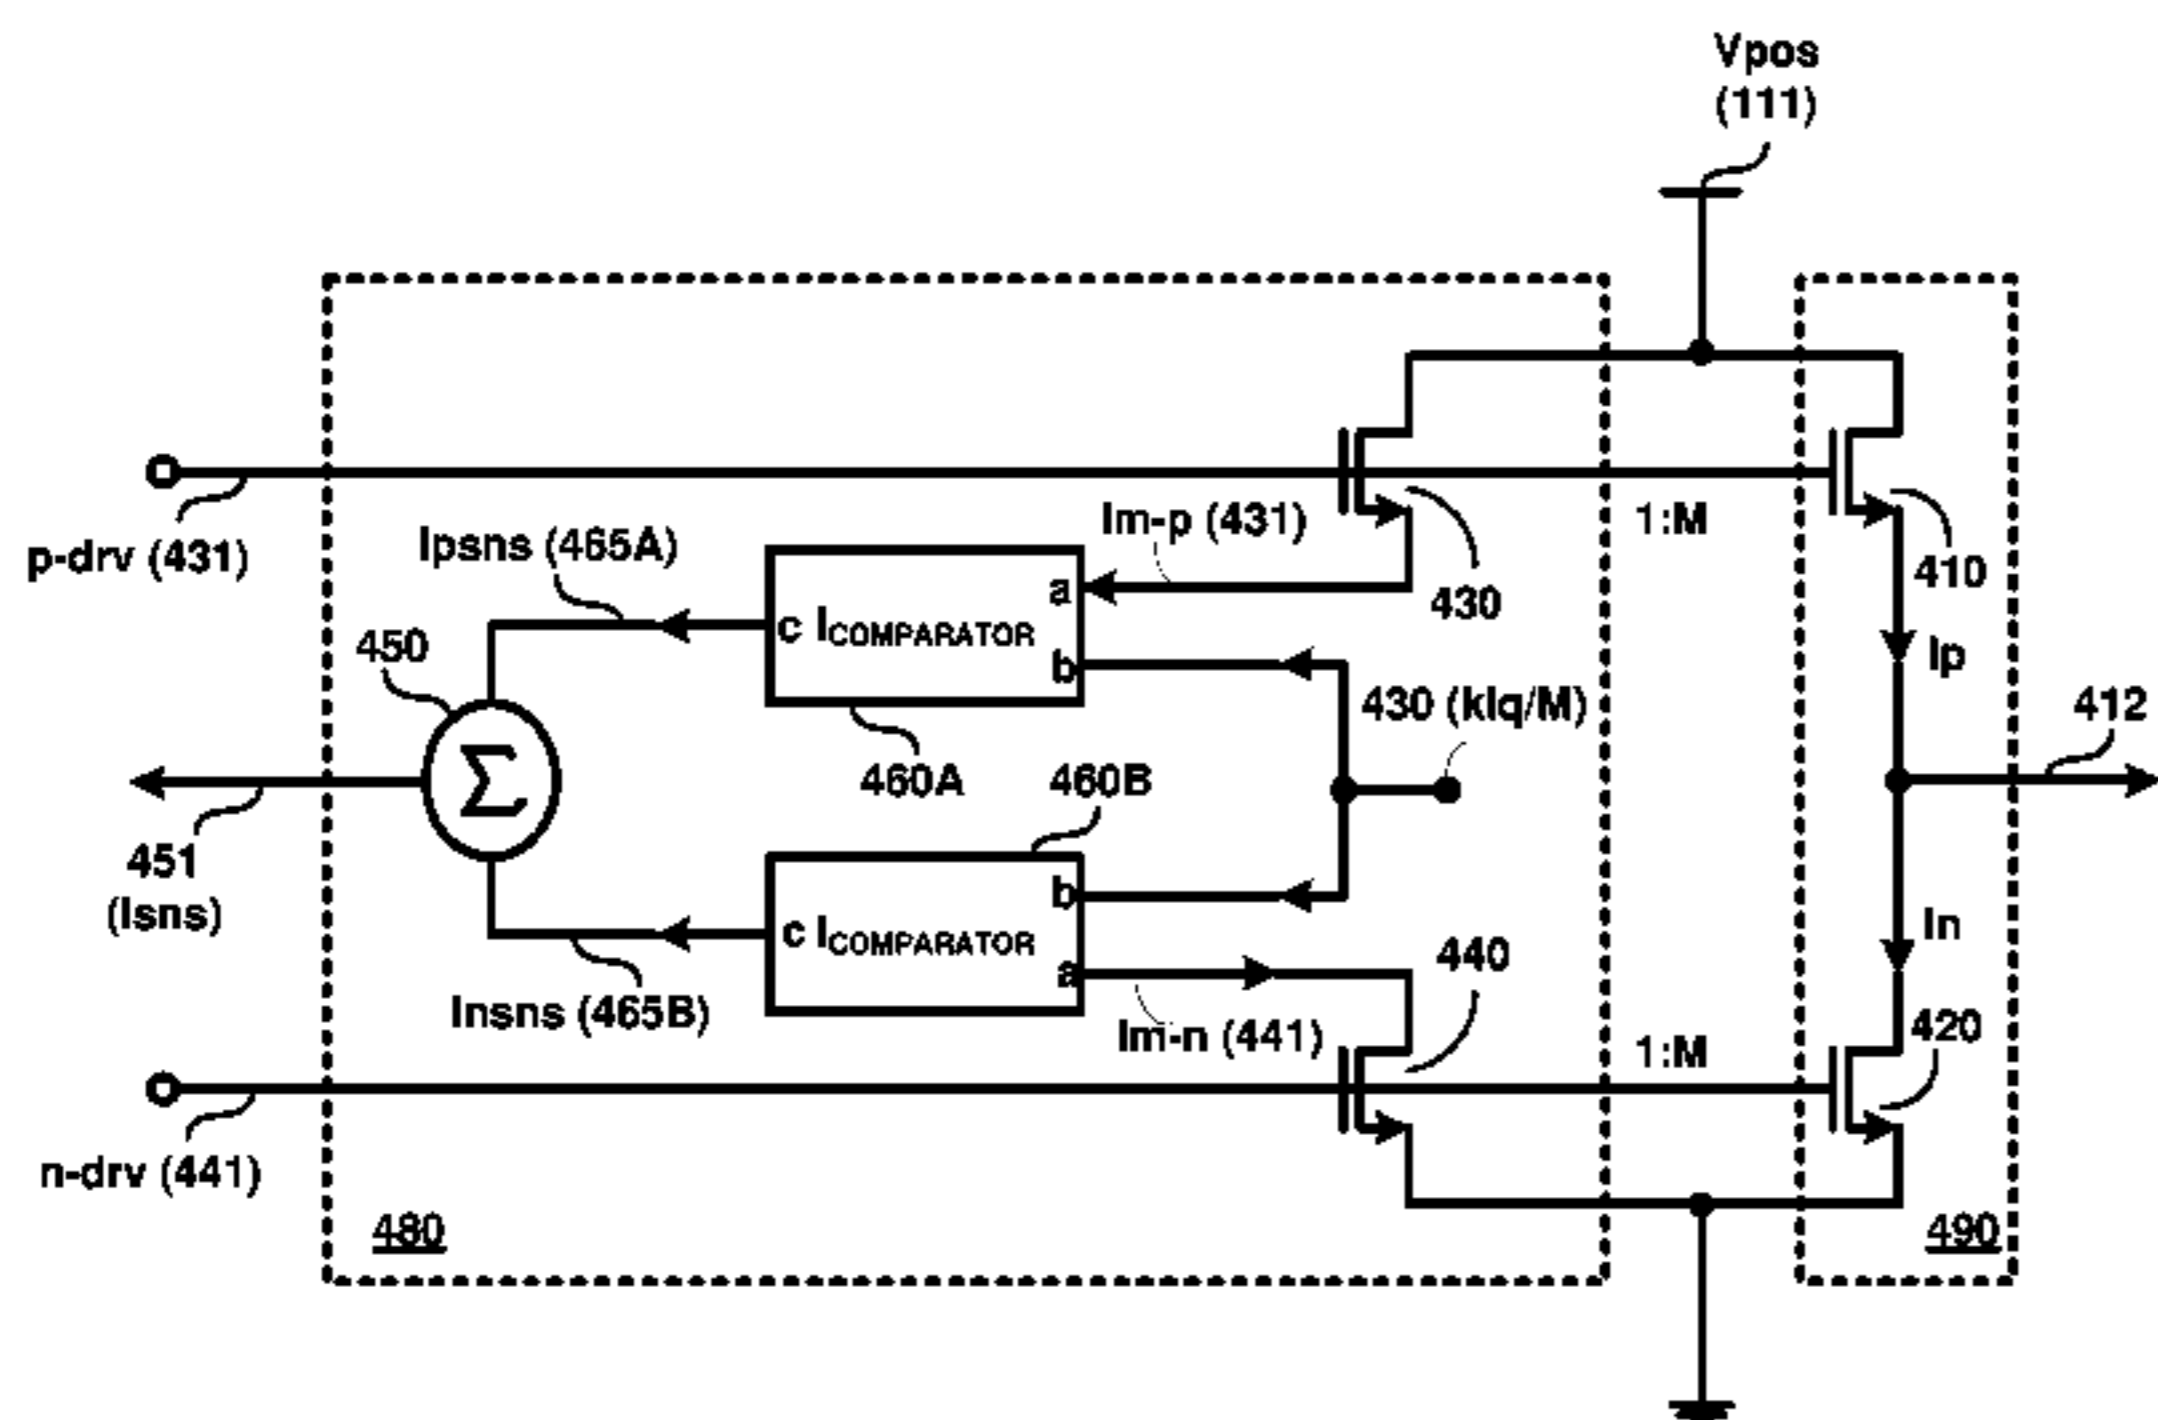 Vpos
(111)
p-drv (431)
Ipsns (465A)
Im-p (431)
1:M
430
410
a
c ICOMPARATOR
b
450
Ip
430 (kIq/M)
412
460A
460B
Σ
451
(Isns)
b
c ICOMPARATOR
a
In
440
Insns (465B)
Im-n (441)
1:M
420
n-drv (441)
480
490